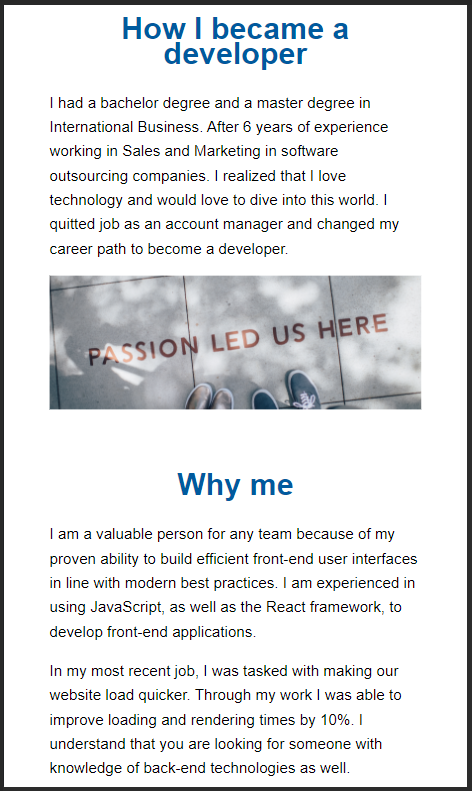 How I became a
developer
I had a bachelor degree and a master degree in
International Business. After 6 years of experience
working in Sales and Marketing in software
outsourcing companies. I realized that I love
technology and would love to dive into this world. I
quitted job as an account manager and changed my
career path to become a developer.
PASSION LED US HERE
Why me
I am a valuable person for any team because of my
proven ability to build efficient front-end user interfaces
in line with modern best practices. I am experienced in
using JavaScript, as well as the React framework, to
develop front-end applications.
In my most recent job, I was tasked with making our
website load quicker. Through my work I was able to
improve loading and rendering times by 10%. I
understand that you are looking for someone with
knowledge of back-end technologies as well.